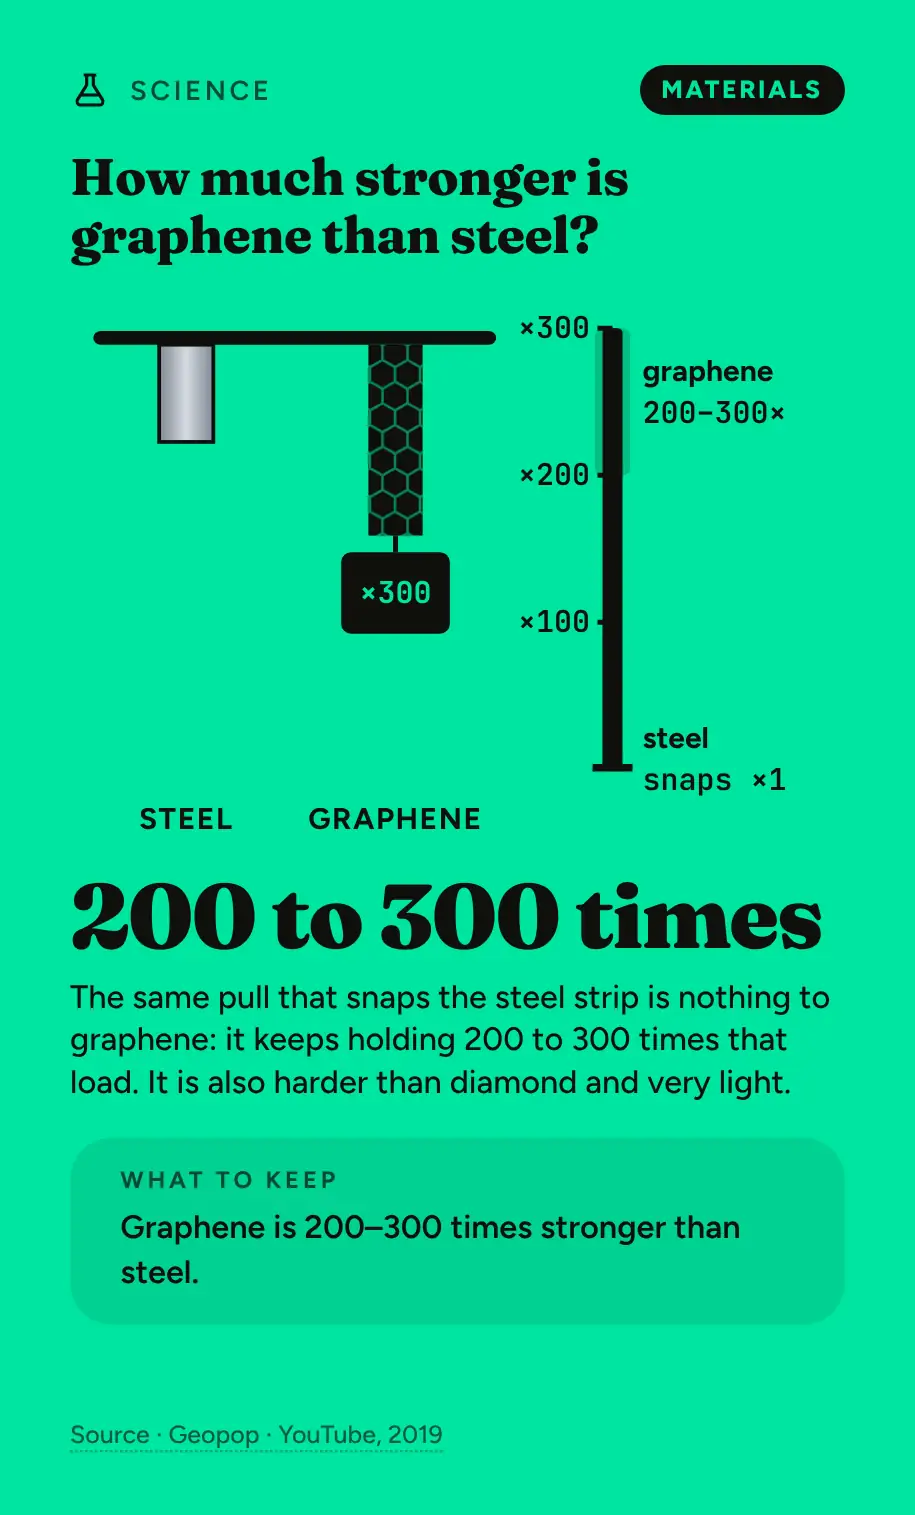 SCIENCE
MATERIALS
How much stronger is
graphene than steel?
×300
graphene
200–300×
×200
×300
×100
steel
snaps ×1
STEEL
GRAPHENE
200 to 300 times
The same pull that snaps the steel strip is nothing to
graphene: it keeps holding 200 to 300 times that
load. It is also harder than diamond and very light.
WHAT TO KEEP
Graphene is 200–300 times stronger than
steel.
Source · Geopop · YouTube, 2019